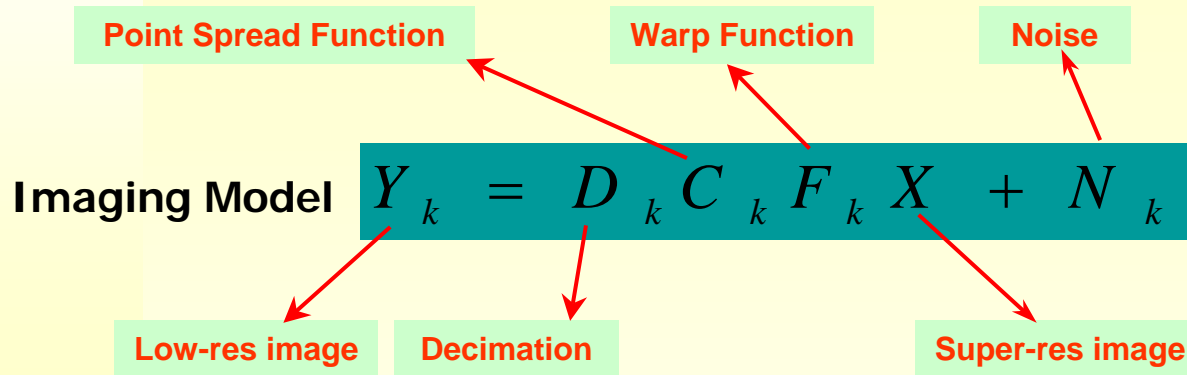 Point Spread Function Warp Function Noise
Imaging Model Y k = D k C k F k X + N k
Low-res image Decimation Super-res image